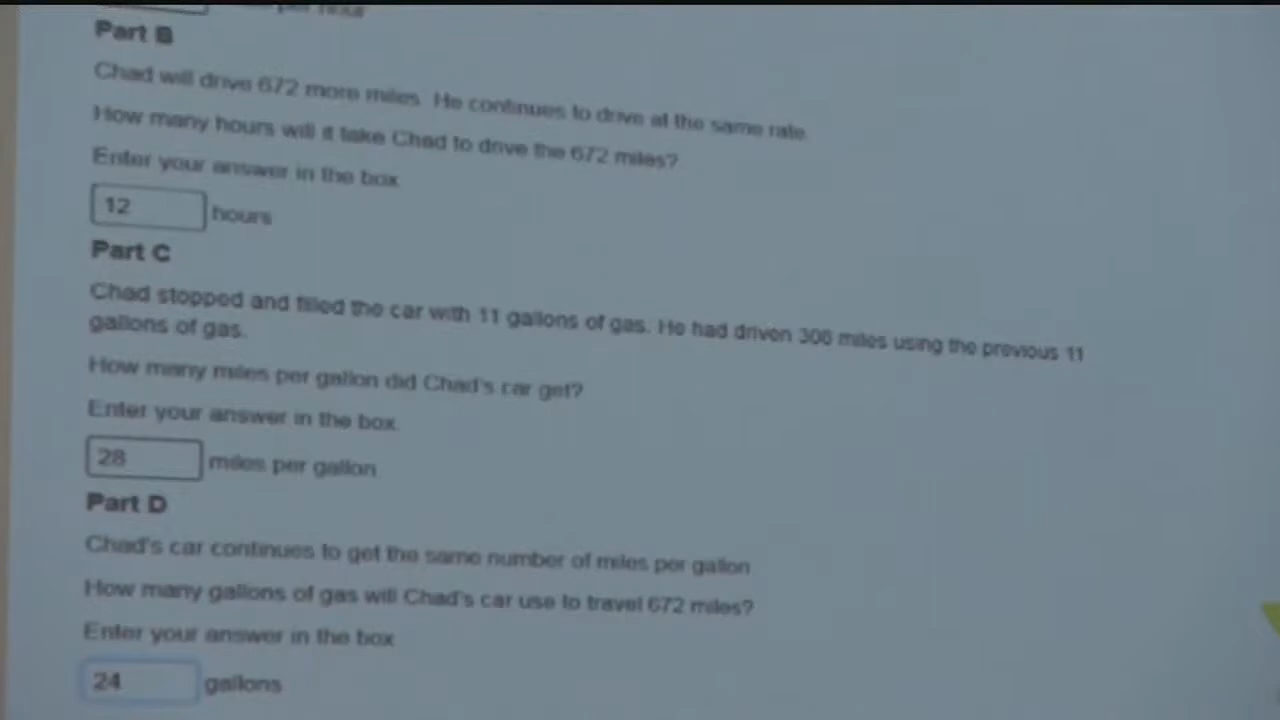 per hour
Part B
Chad will drive 672 more miles. He continues to drive at the same rate.
How many hours will it take Chad to drive the 672 miles?
Enter your answer in the box.
12 hours
Part C
Chad stopped and filled the car with 11 gallons of gas. He had driven 308 miles using the previous 11
gallons of gas.
How many miles per gallon did Chad's car get?
Enter your answer in the box.
28 miles per gallon
Part D
Chad's car continues to get the same number of miles per gallon.
How many gallons of gas will Chad's car use to travel 672 miles?
Enter your answer in the box.
24 gallons